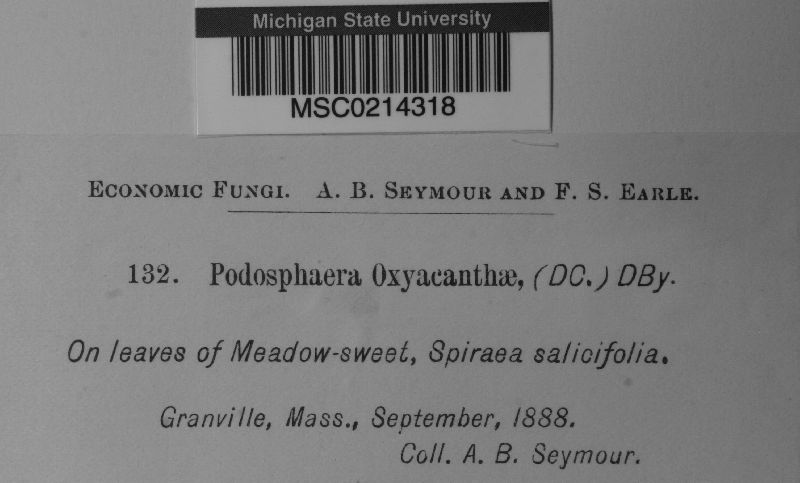 Michigan State University
MSC0214318
Economic Fungi. A. B. Seymour and F. S. Earle.
132. Podosphaera Oxyacanthæ, (DC.) DBy.
On leaves of Meadow-sweet, Spiraea salicifolia.
Granville, Mass., September, 1888.
Coll. A. B. Seymour.